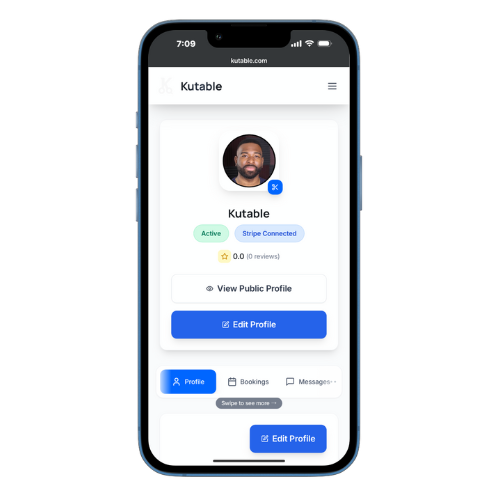 7:09
kutable.com
Kutable
Kutable
Active Stripe Connected
0.0 (0 reviews)
View Public Profile
Edit Profile
Profile Bookings Messages
Swipe to see more →
Edit Profile